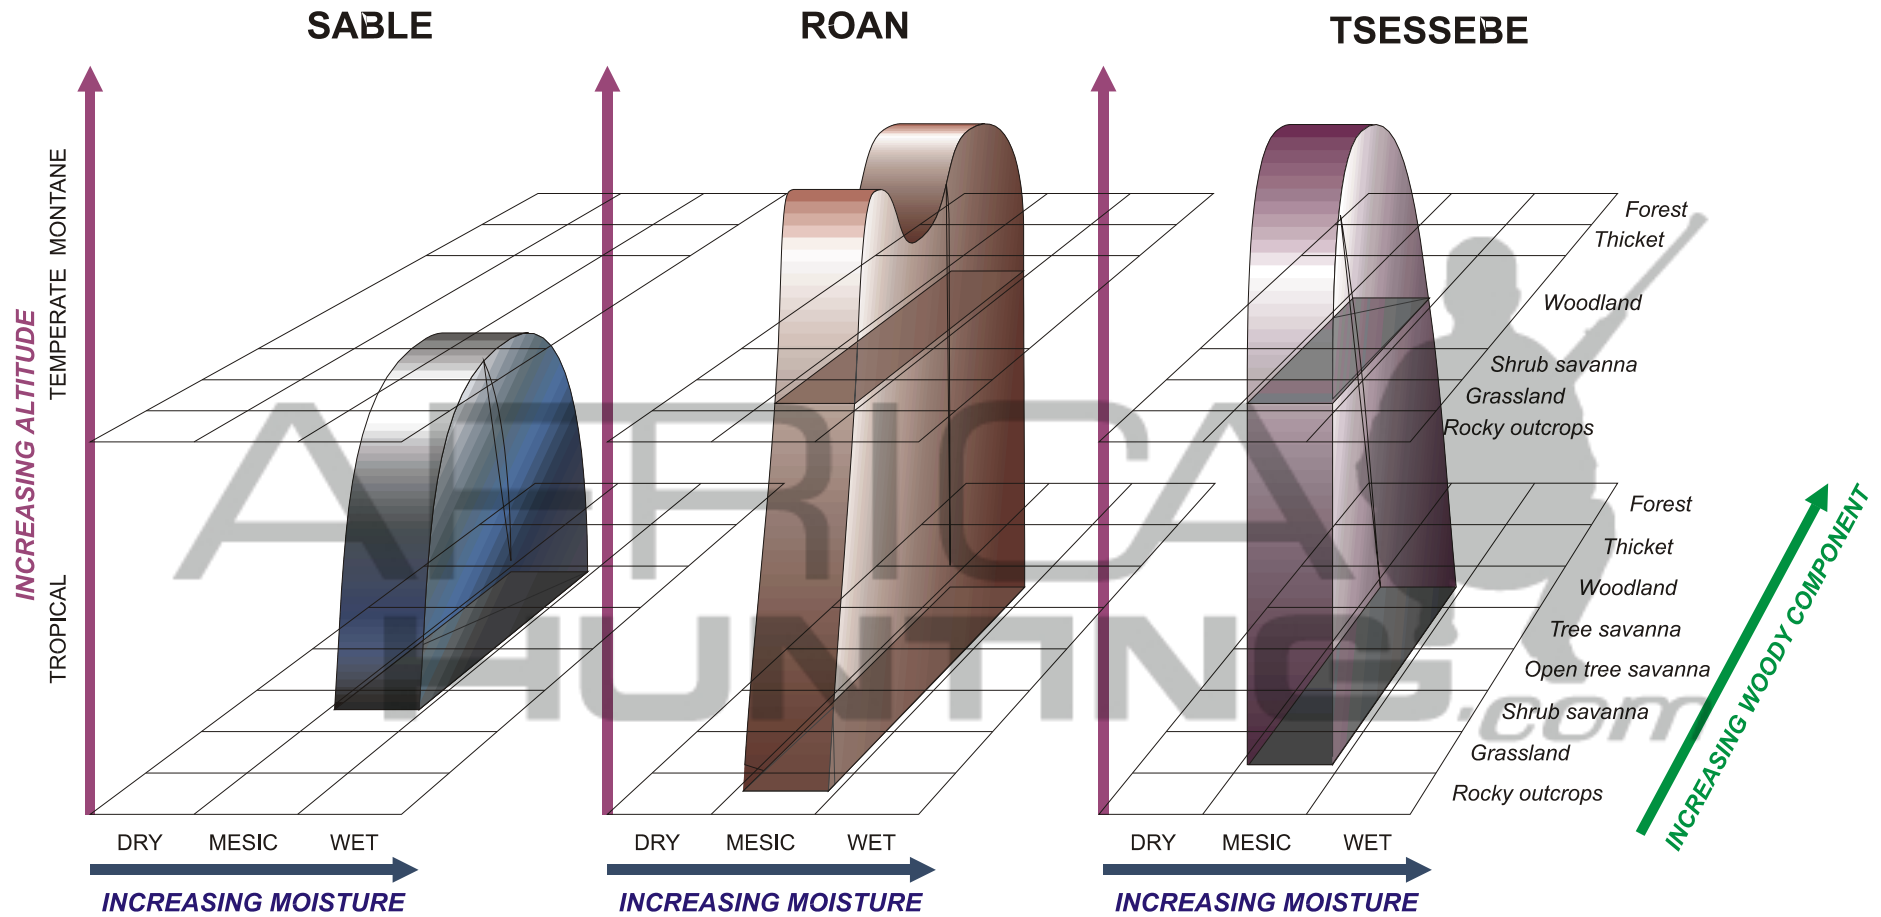 SABLE
ROAN
TSESSEBE
INCREASING ALTITUDE
TEMPERATE MONTANE
TROPICAL
Forest
Thicket
Woodland
Shrub savanna
Grassland
Rocky outcrops
Forest
Thicket
Woodland
Tree savanna
Open tree savanna
Shrub savanna
Grassland
Rocky outcrops
INCREASING WOODY COMPONENT
AFRICA
HUNTING.com
DRY MESIC WET
DRY MESIC WET
DRY MESIC WET
INCREASING MOISTURE
INCREASING MOISTURE
INCREASING MOISTURE